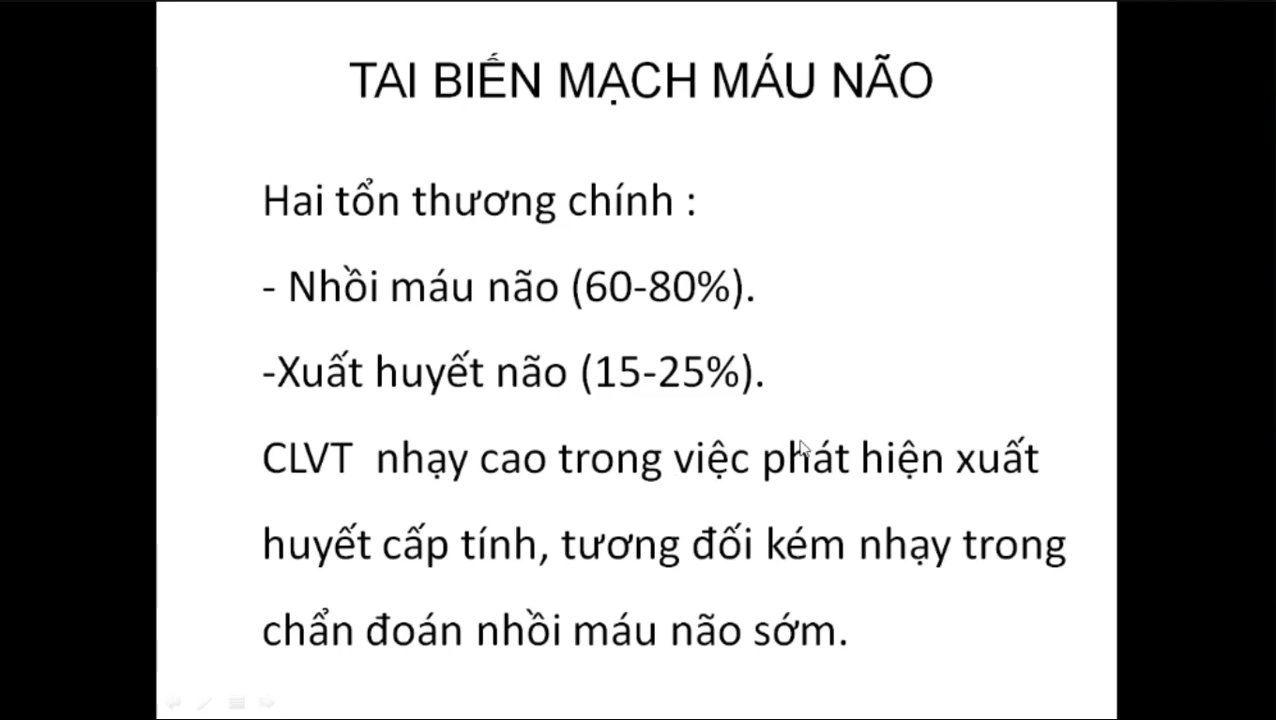 TAI BIẾN MẠCH MÁU NÃO
Hai tổn thương chính :
- Nhồi máu não (60-80%).
-Xuất huyết não (15-25%).
CLVT  nhạy cao trong việc phát hiện xuất
huyết cấp tính, tương đối kém nhạy trong
chẩn đoán nhồi máu não sớm.